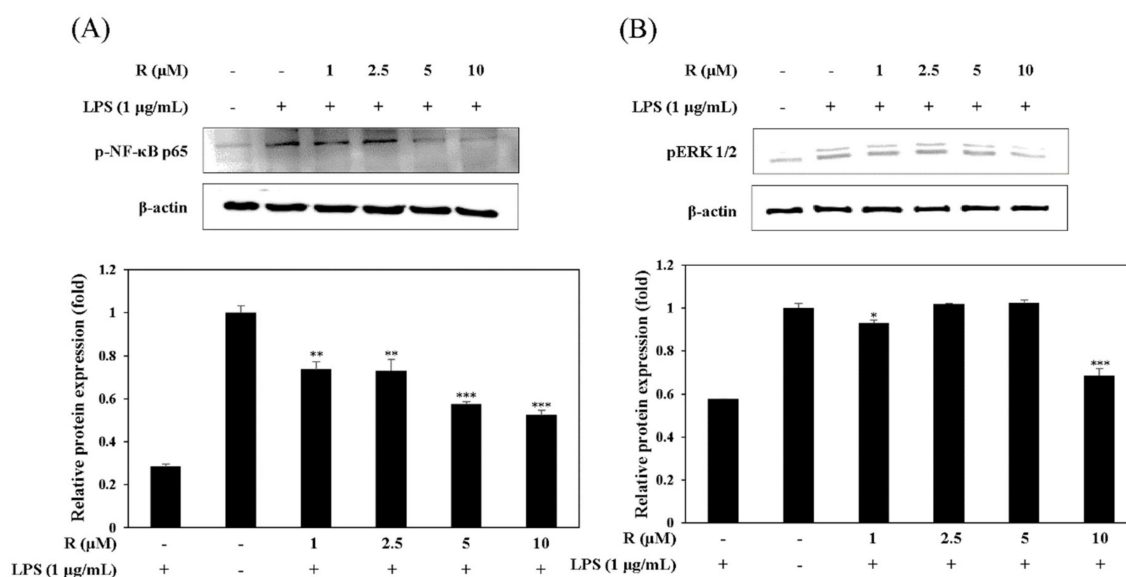 (A)
R (μM) - - 1 2.5 5 10
LPS (1 μg/mL) - + + + + +
p-NF-κB p65
β-actin
Relative protein expression (fold)
1.2
1
0.8
0.6
0.4
0.2
0
** ** *** ***
R (μM) - - 1 2.5 5 10
LPS (1 μg/mL) + - + + + +
(B)
R (μM) - - 1 2.5 5 10
LPS (1 μg/mL) - + + + + +
pERK 1/2
β-actin
Relative protein expression (fold)
1.2
1
0.8
0.6
0.4
0.2
0
* ***
R (μM) - - 1 2.5 5 10
LPS (1 μg/mL) + - + + + +